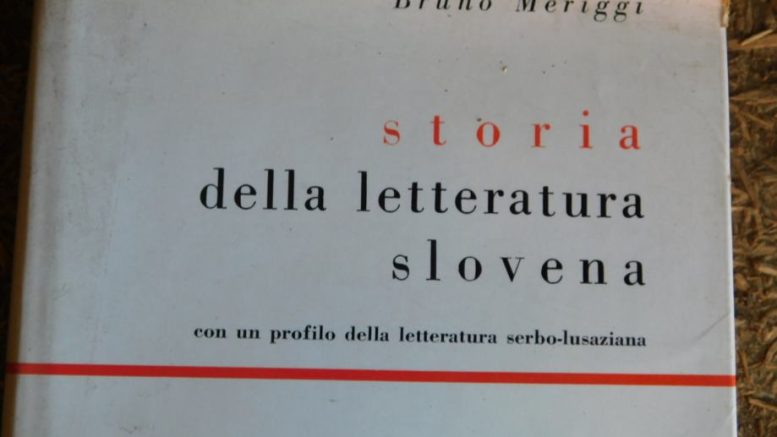 Bruno Meriggi
storia
della letteratura
slovena
con un profilo della letteratura serbo-lusaziana